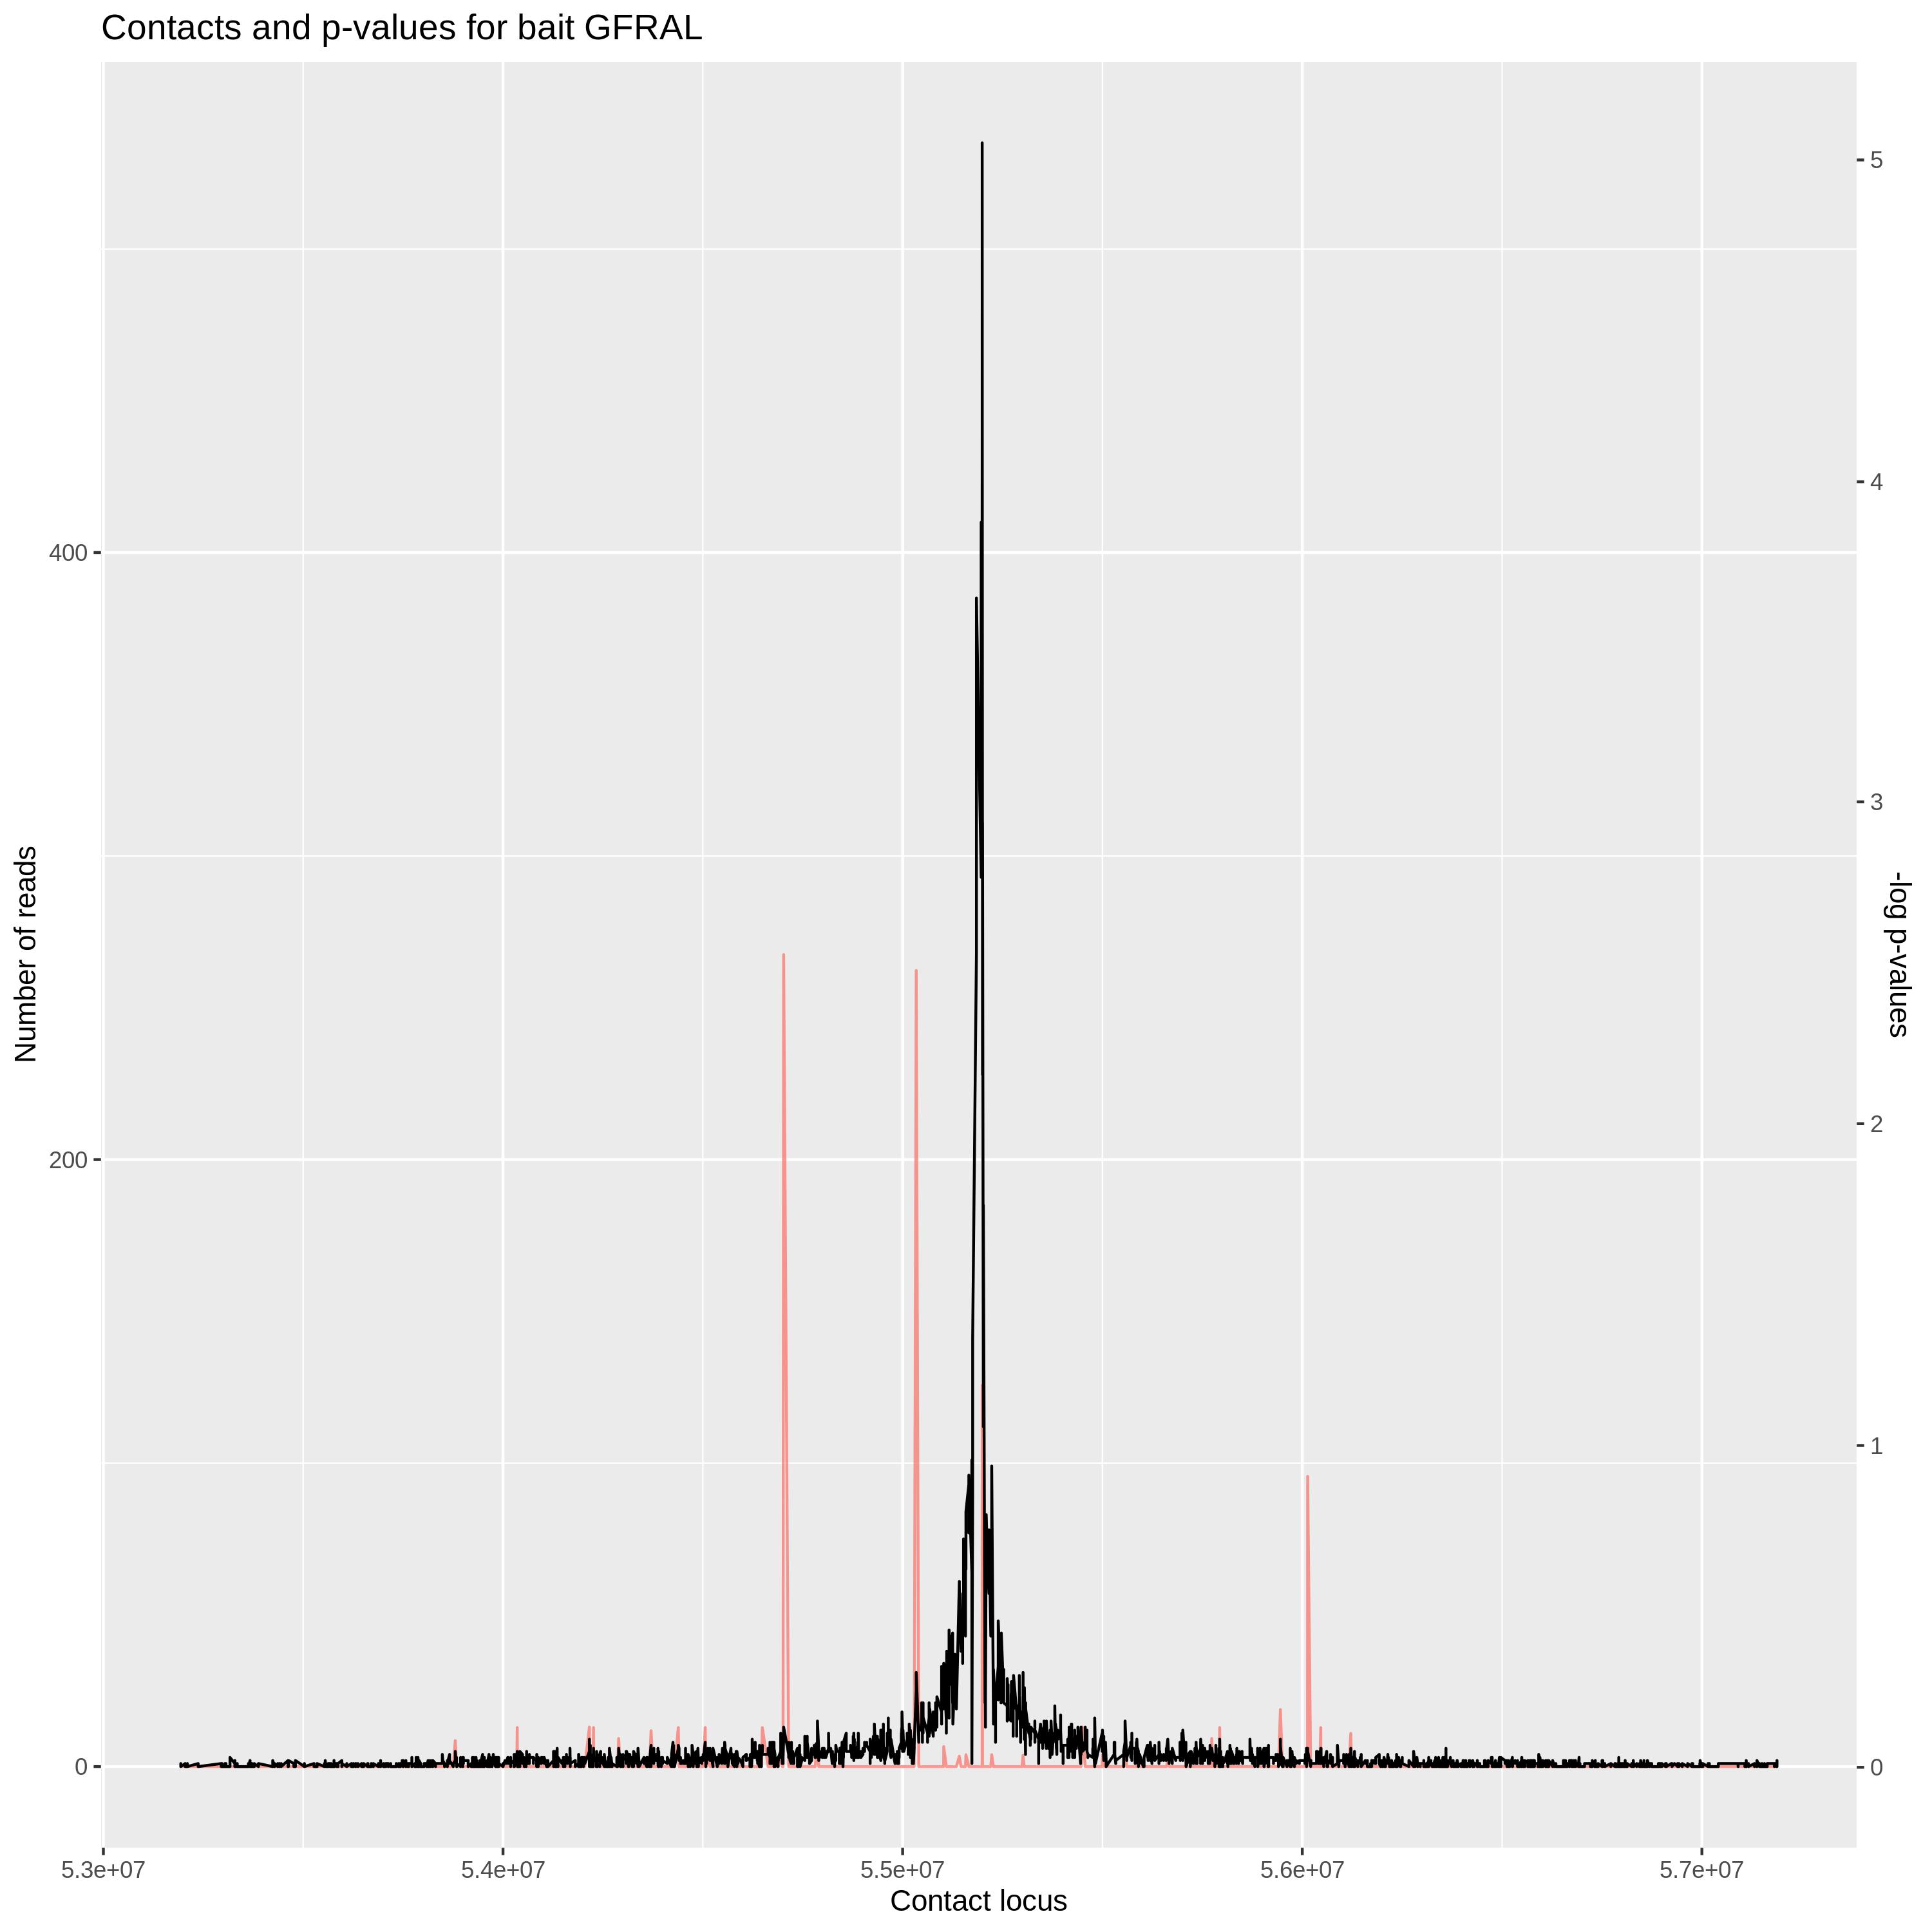 Contacts and p-values for bait GFRAL
Number of reads
400
200
0
5
4
3
2
1
0
-log p-values
5.3e+07
5.4e+07
5.5e+07
5.6e+07
5.7e+07
Contact locus